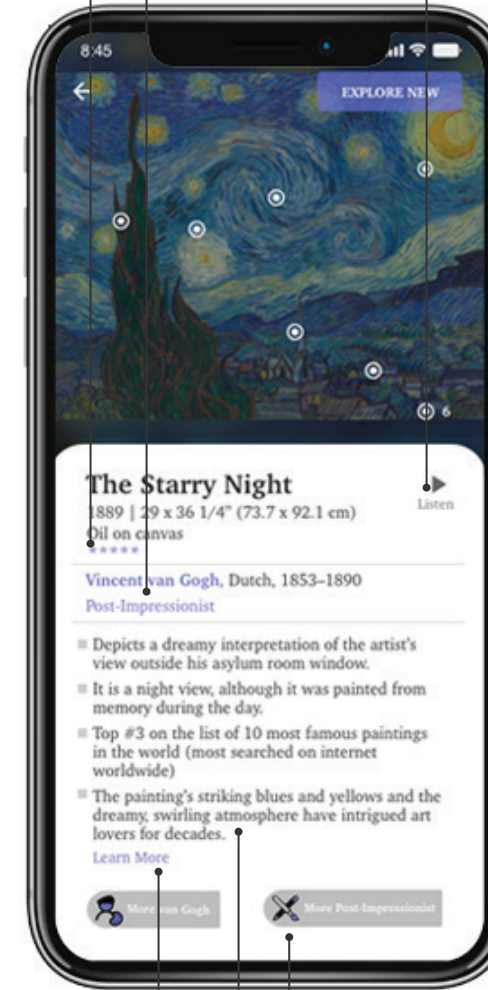 8:45
EXPLORE NEW
6
The Starry Night
Listen
1889 | 29 x 36 1/4” (73.7 x 92.1 cm)
Oil on canvas
*****
Vincent van Gogh, Dutch, 1853–1890
Post-Impressionist
Depicts a dreamy interpretation of the artist’s
view outside his asylum room window.
It is a night view, although it was painted from
memory during the day.
Top #3 on the list of 10 most famous paintings
in the world (most searched on internet
worldwide)
The painting’s striking blues and yellows and the
dreamy, swirling atmosphere have intrigued art
lovers for decades.
Learn More
More van Gogh
More Post-Impressionist